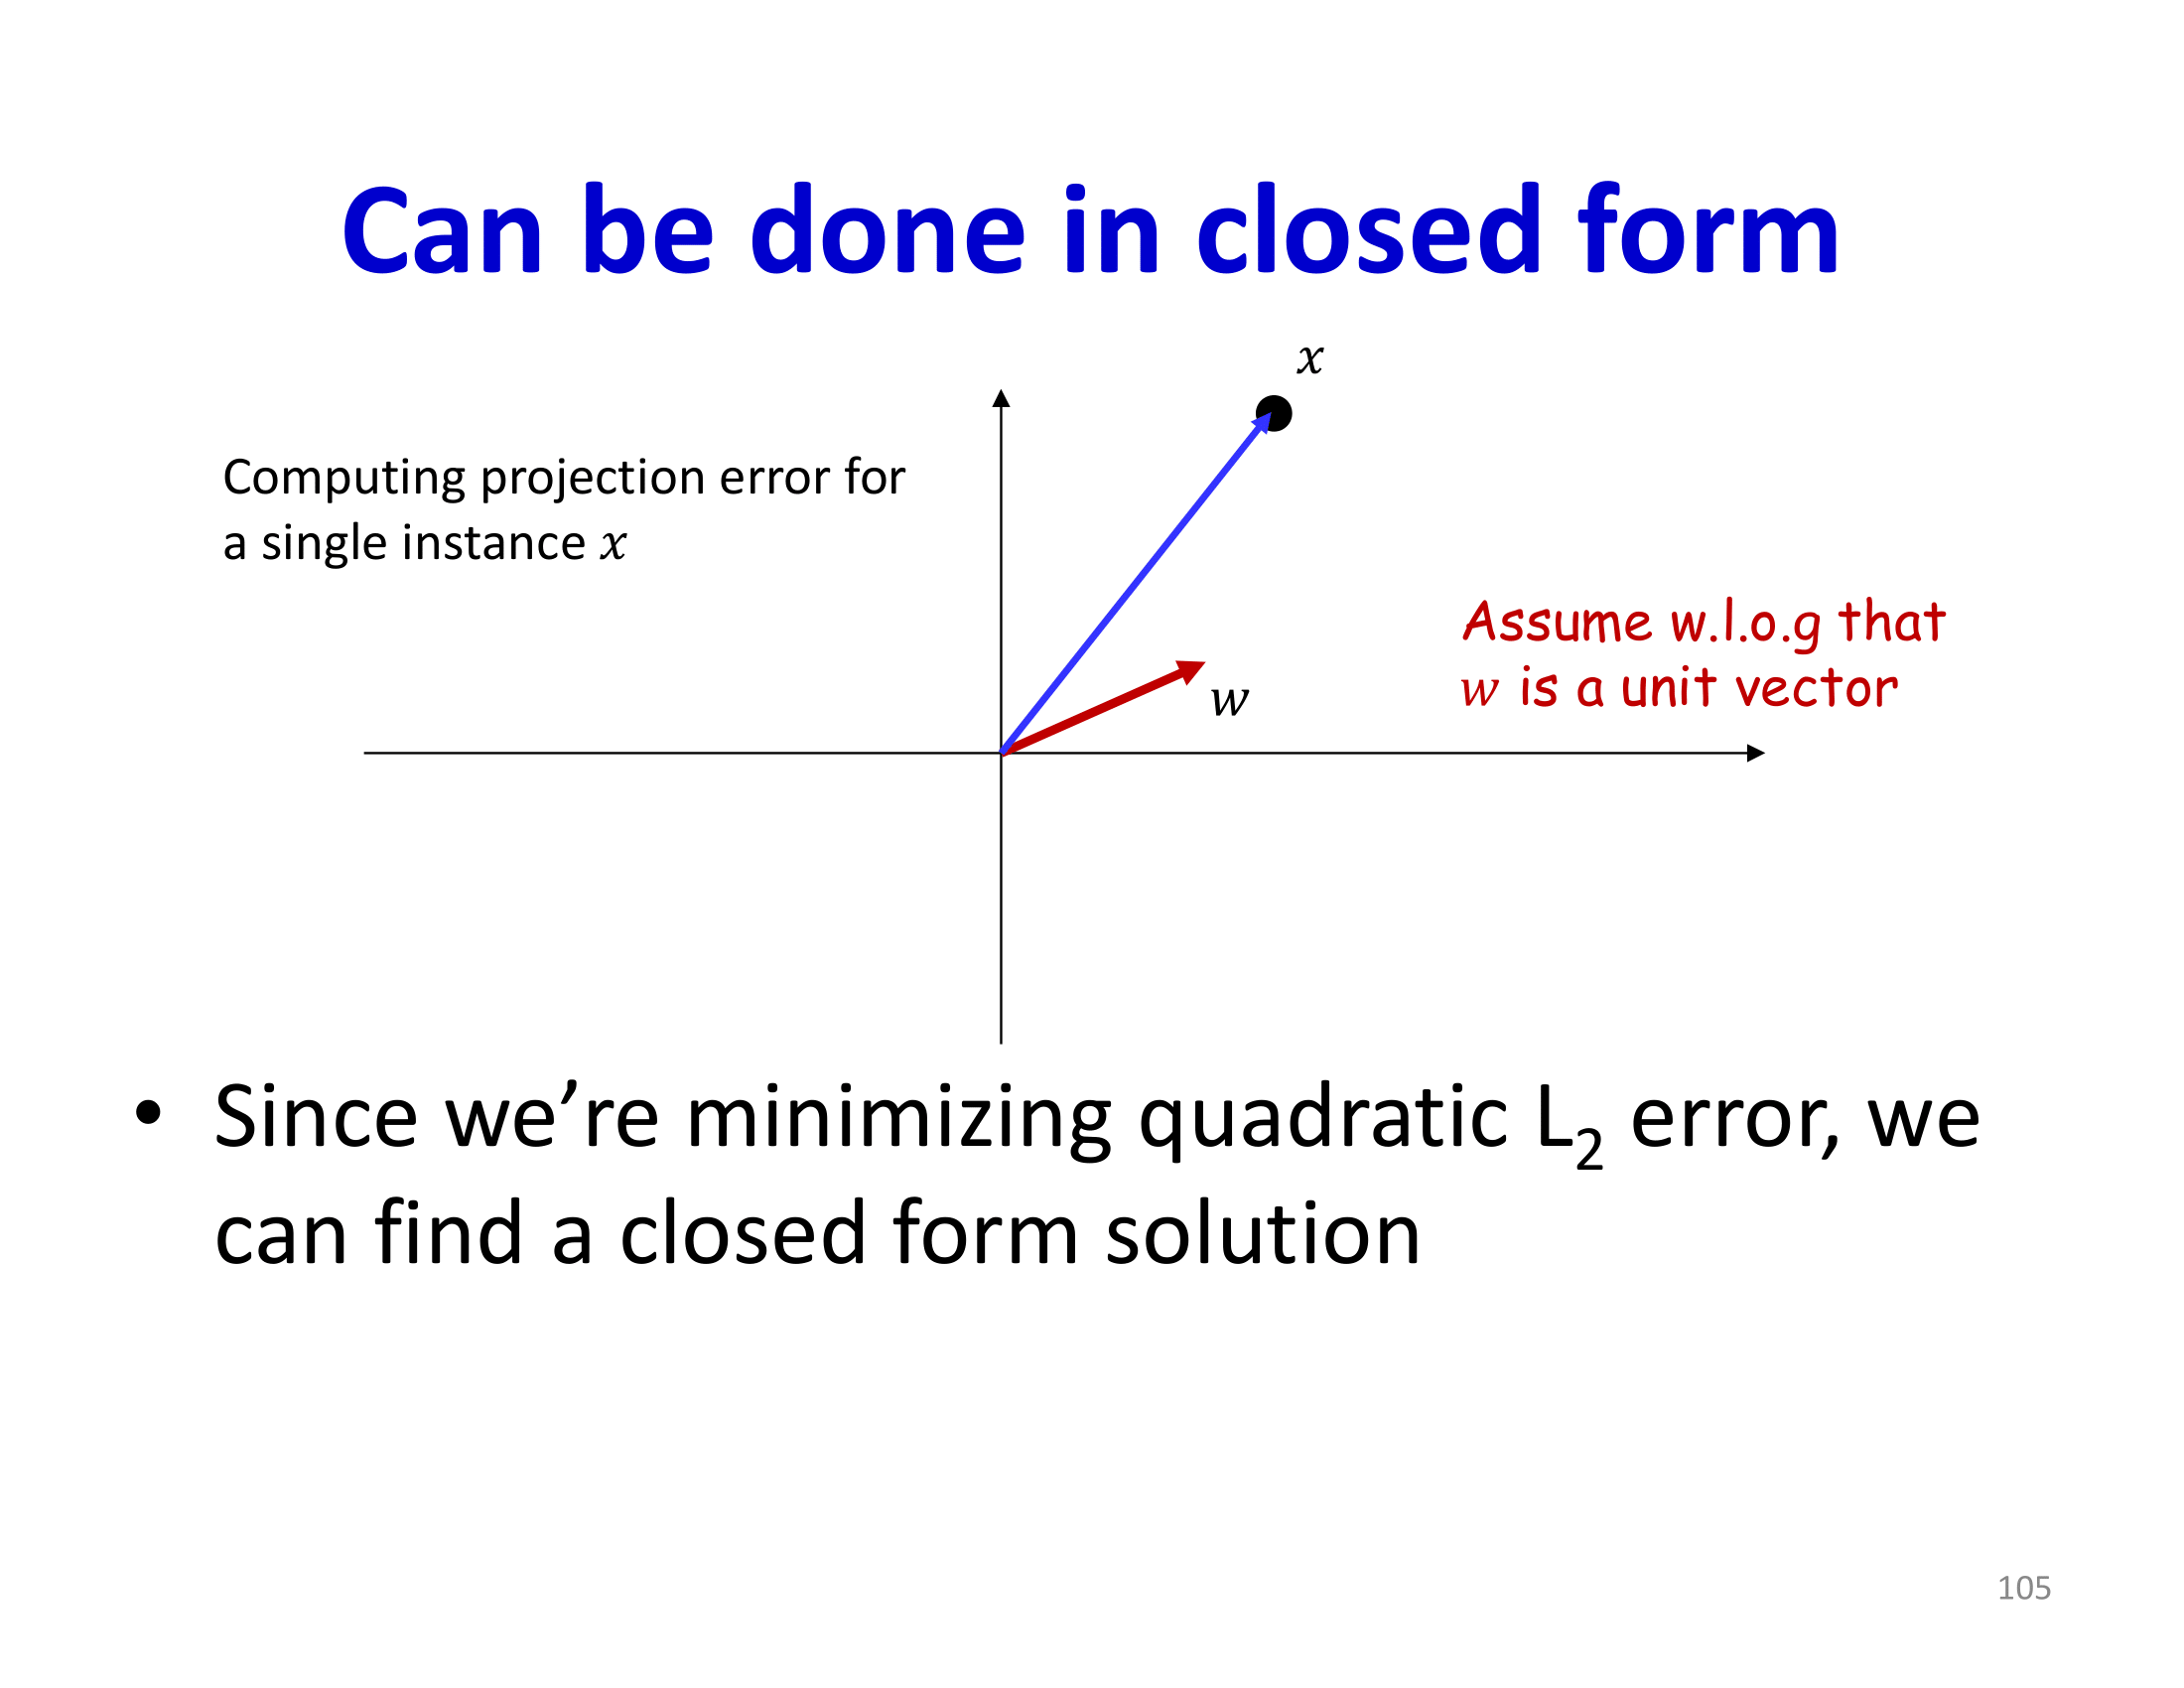 Can be done in closed form
x
Computing projection error for
a single instance x
Assume w.l.o.g that
w is a unit vector
w
• Since we’re minimizing quadratic L₂ error, we
can find a closed form solution
105